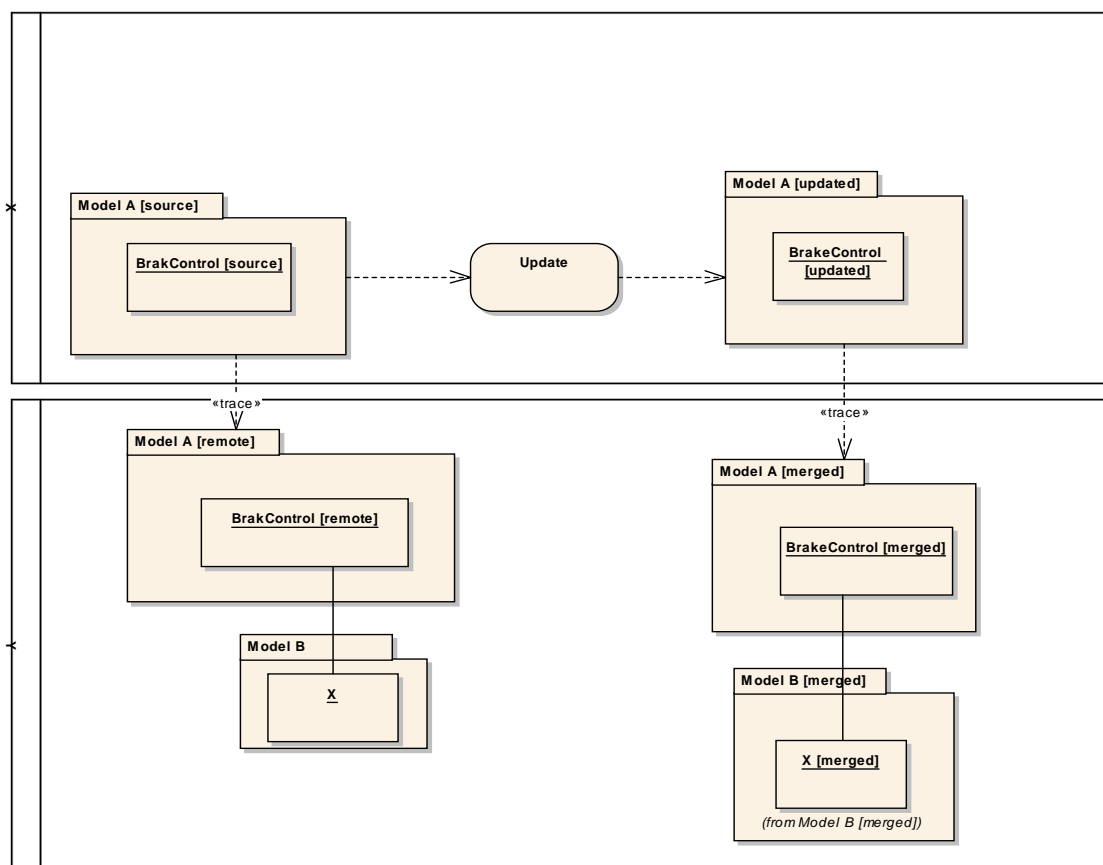 X
Model A [source]
BrakControl [source]
Update
Model A [updated]
BrakeControl
[updated]
«trace»
«trace»
Y
Model A [remote]
BrakControl [remote]
Model B
X
Model A [merged]
BrakeControl [merged]
Model B [merged]
X [merged]
(from Model B [merged])